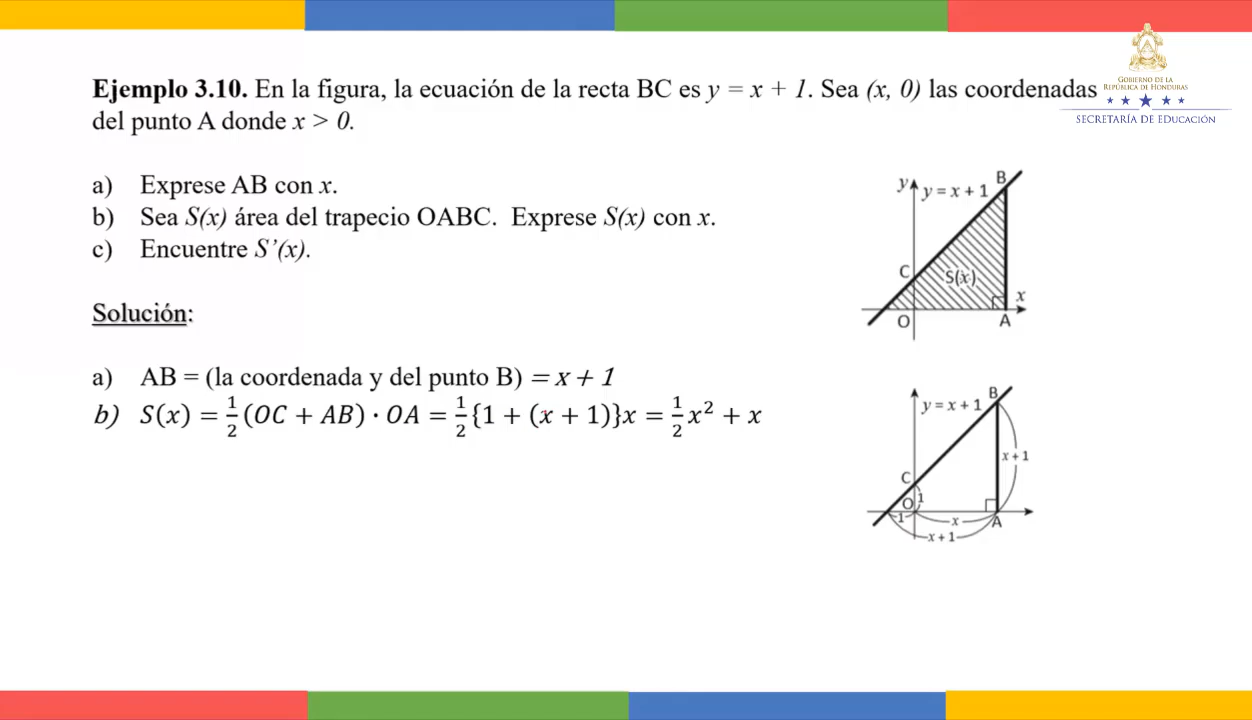 GOBIERNO DE LA
REPÚBLICA DE HONDURAS
SECRETARÍA DE EDUCACIÓN
Ejemplo 3.10. En la figura, la ecuación de la recta BC es y = x + 1. Sea (x, 0) las coordenadas
del punto A donde x > 0.
a) Exprese AB con x.
b) Sea S(x) área del trapecio OABC. Exprese S(x) con x.
c) Encuentre S’(x).
y
y = x + 1
B
C
S(x)
x
O
A
Solución:
a) AB = (la coordenada y del punto B) = x + 1
b) S(x) = 1/2 (OC + AB) · OA = 1/2 {1 + (x + 1)}x = 1/2 x² + x
y = x + 1
B
x + 1
C
O
1
1
x
A
x + 1